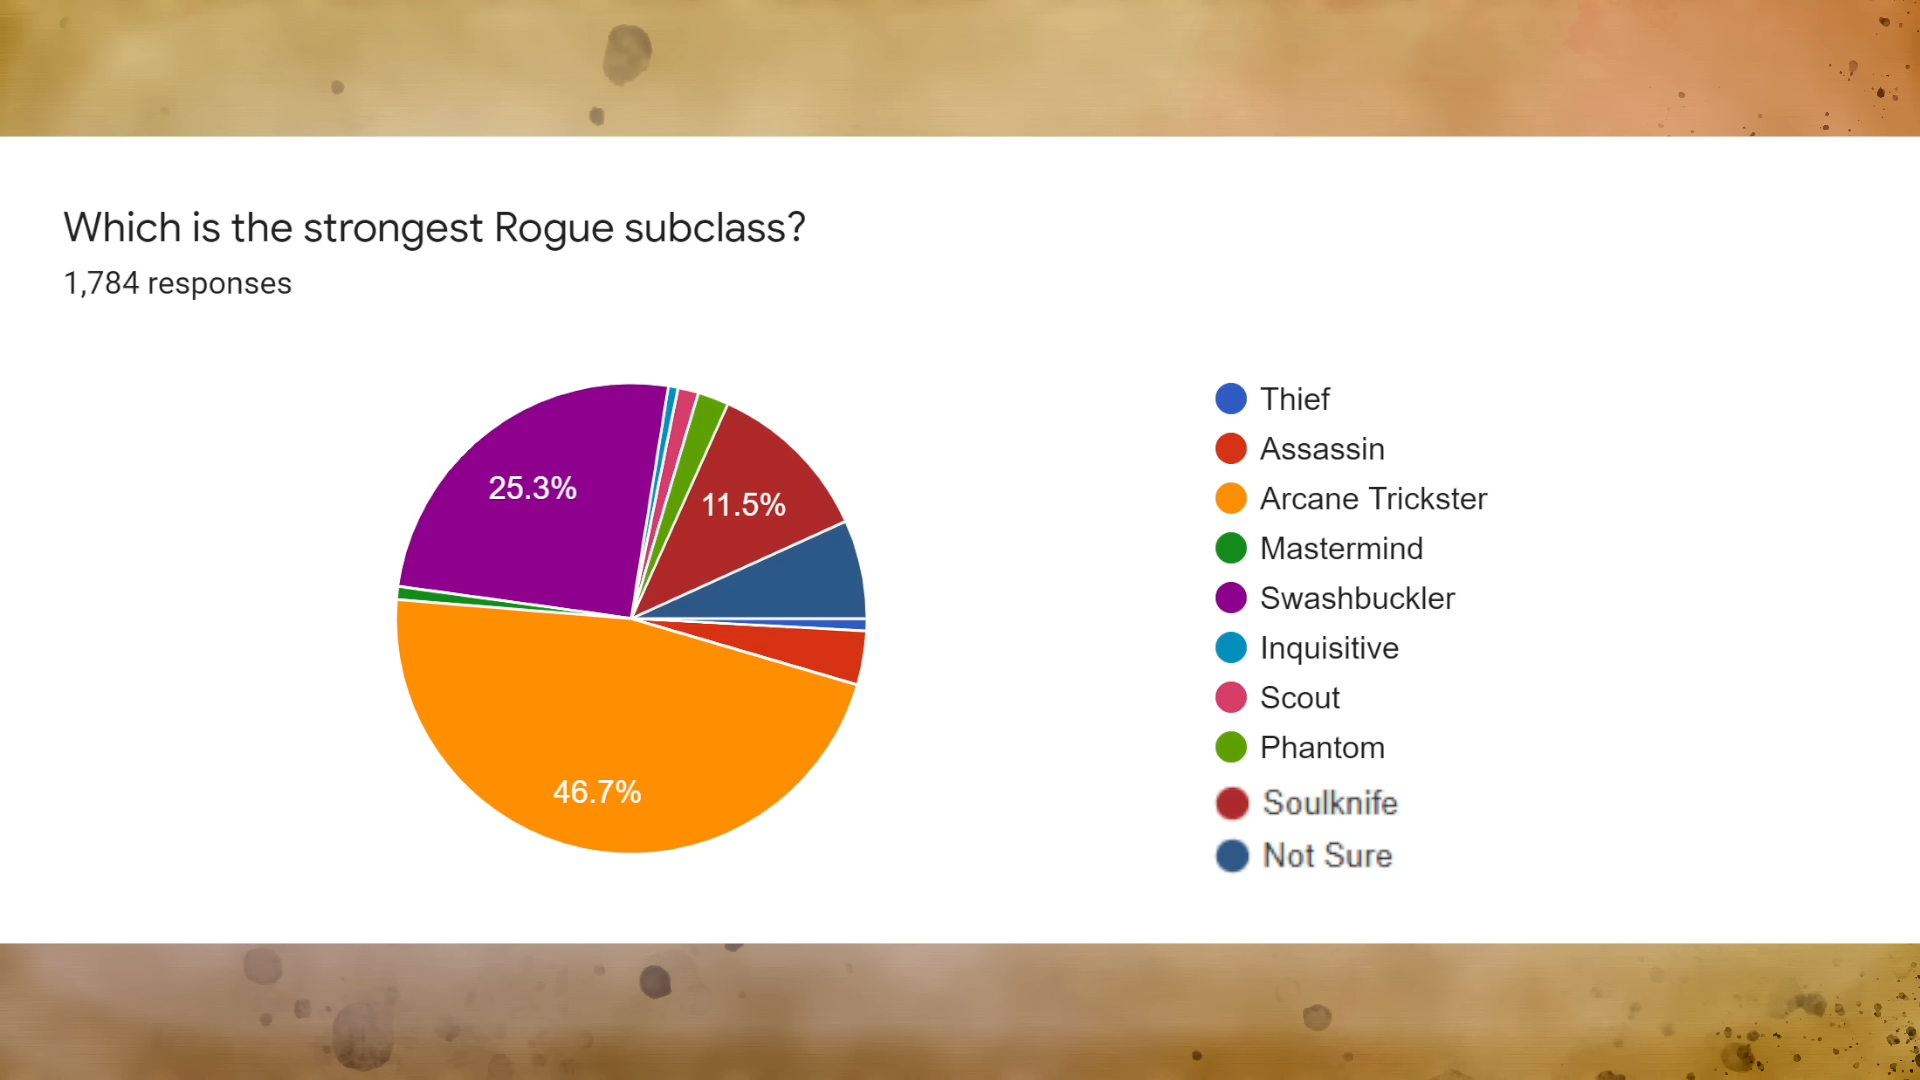 Which is the strongest Rogue subclass?
1,784 responses
25.3%
11.5%
46.7%
Thief
Assassin
Arcane Trickster
Mastermind
Swashbuckler
Inquisitive
Scout
Phantom
Soulknife
Not Sure